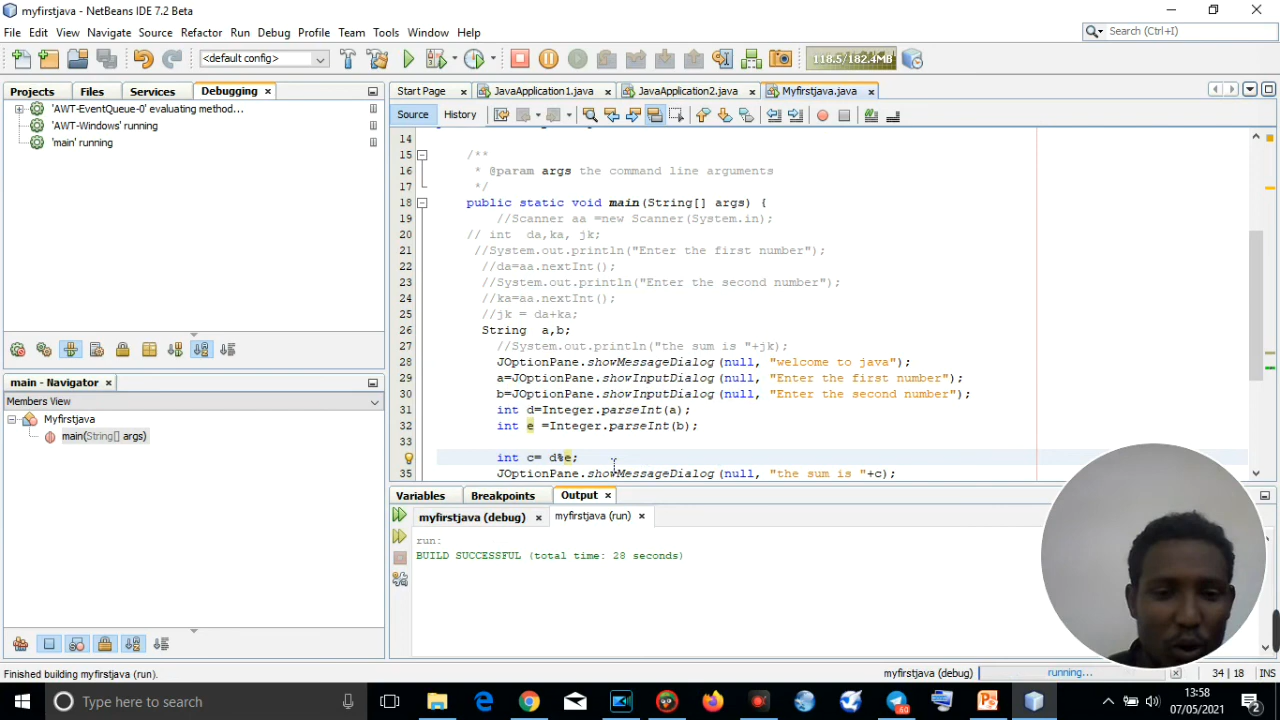 myfirstjava - NetBeans IDE 7.2 Beta
File Edit View Navigate Source Refactor Run Debug Profile Team Tools Window Help
Search (Ctrl+I)
<default config>
118.5/182.4MB
Projects Files Services Debugging
Start Page JavaApplication1.java JavaApplication2.java Myfirstjava.java
'AWT-EventQueue-0' evaluating method...
'AWT-Windows' running
'main' running
Source History
14
15 /**
16 * @param args the command line arguments
17 */
18 public static void main(String[] args) {
19 //Scanner aa =new Scanner(System.in);
20 // int da,ka, jk;
21 //System.out.println("Enter the first number");
22 //da=aa.nextInt();
23 //System.out.println("Enter the second number");
24 //ka=aa.nextInt();
25 //jk = da+ka;
26 String a,b;
27 //System.out.println("the sum is "+jk);
28 JOptionPane.showMessageDialog(null, "welcome to java");
29 a=JOptionPane.showInputDialog(null, "Enter the first number");
30 b=JOptionPane.showInputDialog(null, "Enter the second number");
31 int d=Integer.parseInt(a);
32 int e =Integer.parseInt(b);
33
int c= d%e;
35 JOptionPane.showMessageDialog(null, "the sum is "+c);
main - Navigator
Members View
Myfirstjava
main(String[] args)
Variables Breakpoints Output
myfirstjava (debug) myfirstjava (run)
run:
BUILD SUCCESSFUL (total time: 28 seconds)
Finished building myfirstjava (run).
myfirstjava (debug) running... 34 | 18 INS
Type here to search
13:58
07/05/2021
2